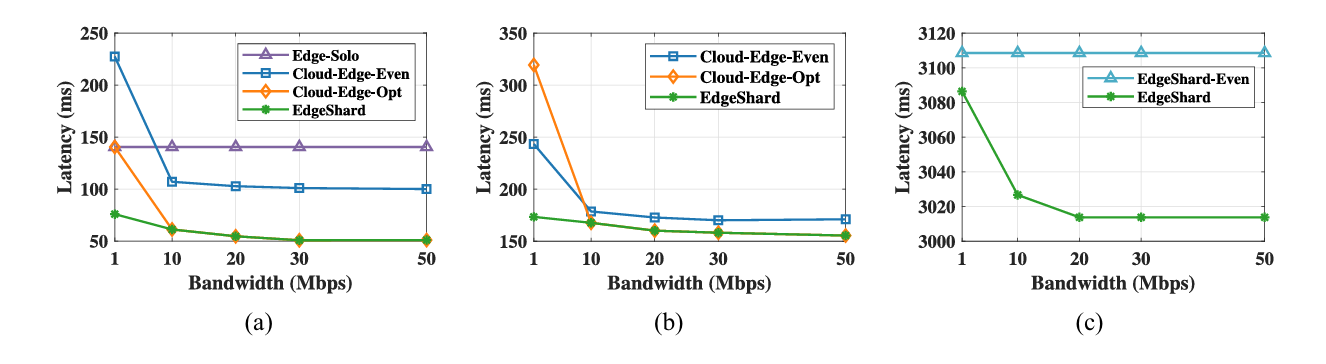 250
200
150
100
50
Latency (ms)
Edge-Solo
Cloud-Edge-Even
Cloud-Edge-Opt
EdgeShard
1 10 20 30 50
Bandwidth (Mbps)
(a)
350
300
250
200
150
Latency (ms)
Cloud-Edge-Even
Cloud-Edge-Opt
EdgeShard
1 10 20 30 50
Bandwidth (Mbps)
(b)
3120
3100
3080
3060
3040
3020
3000
Latency (ms)
EdgeShard-Even
EdgeShard
1 10 20 30 50
Bandwidth (Mbps)
(c)